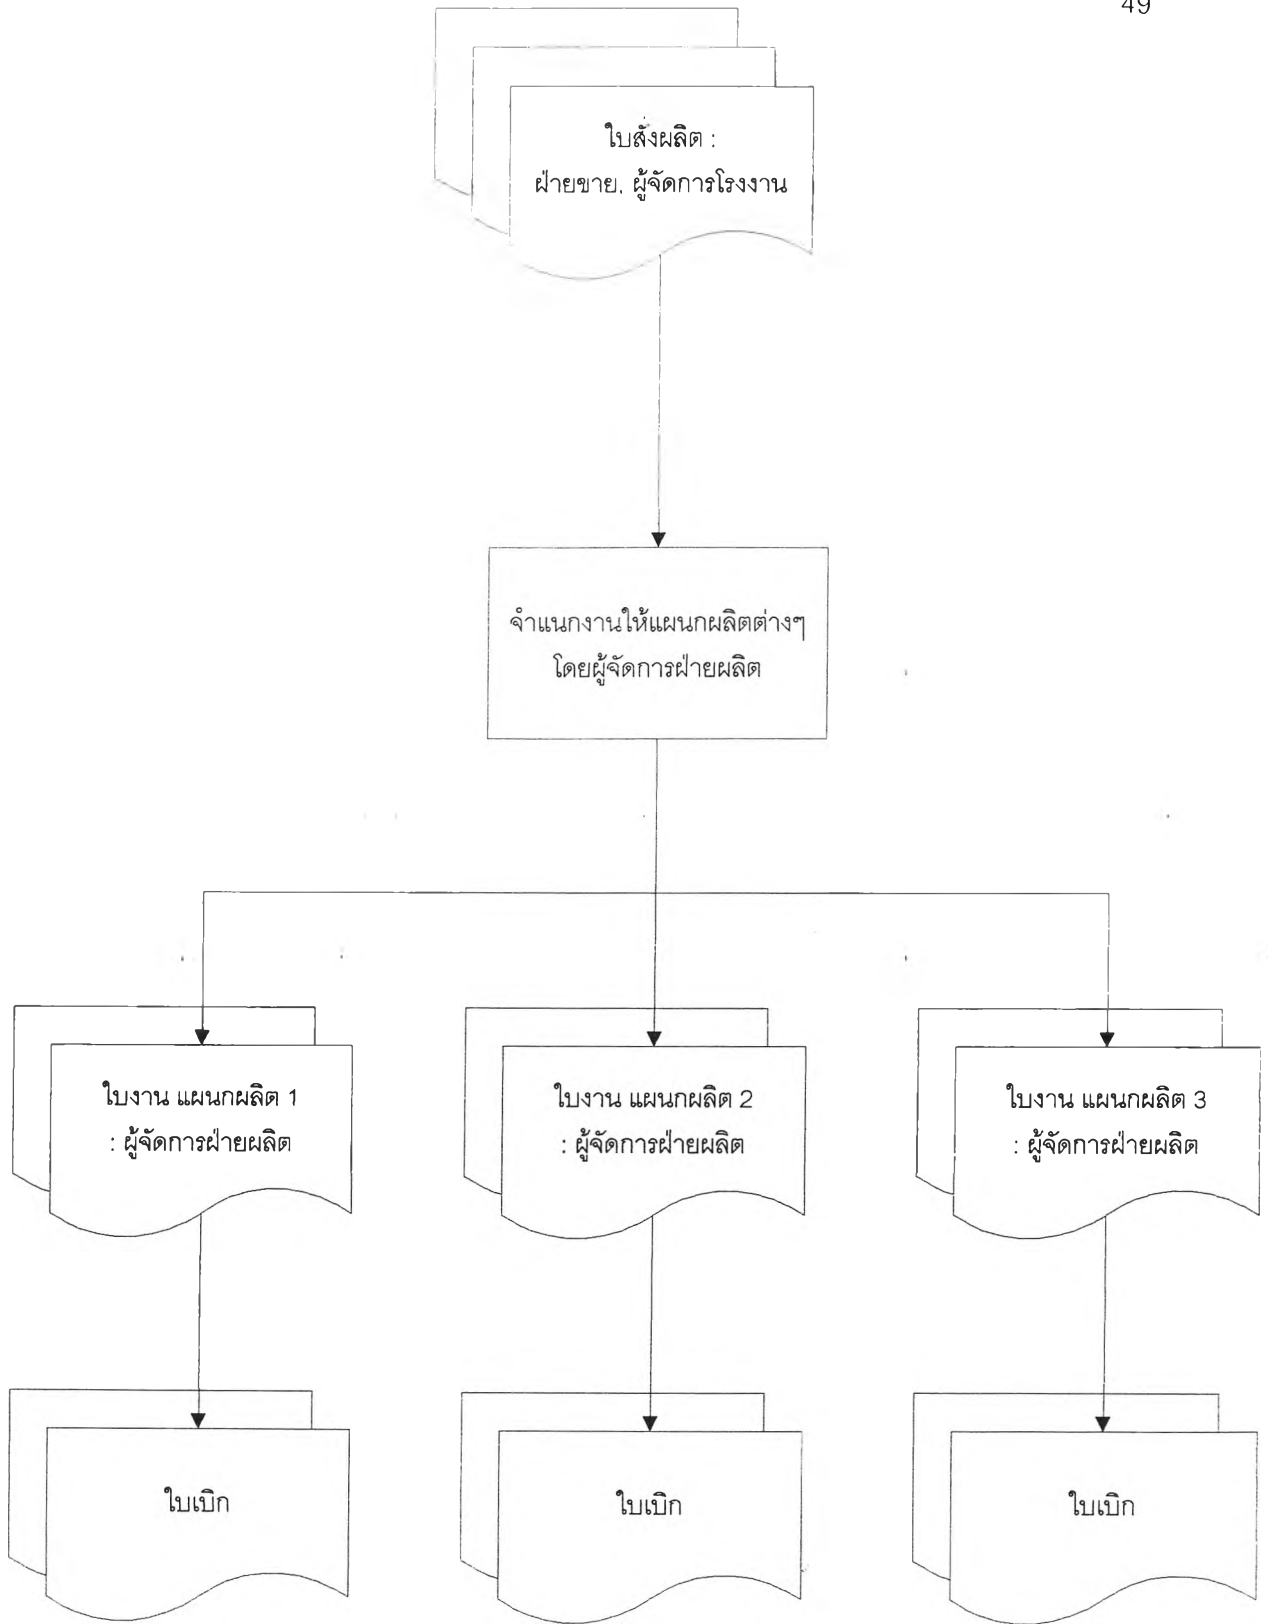 49
ใบสั่งผลิต :
ฝ่ายขาย, ผู้จัดการโรงงาน
จำแนกงานให้แผนกผลิตต่างๆ
โดยผู้จัดการฝ่ายผลิต
ใบงาน แผนกผลิต 1
: ผู้จัดการฝ่ายผลิต
ใบงาน แผนกผลิต 2
: ผู้จัดการฝ่ายผลิต
ใบงาน แผนกผลิต 3
: ผู้จัดการฝ่ายผลิต
ใบเบิก
ใบเบิก
ใบเบิก